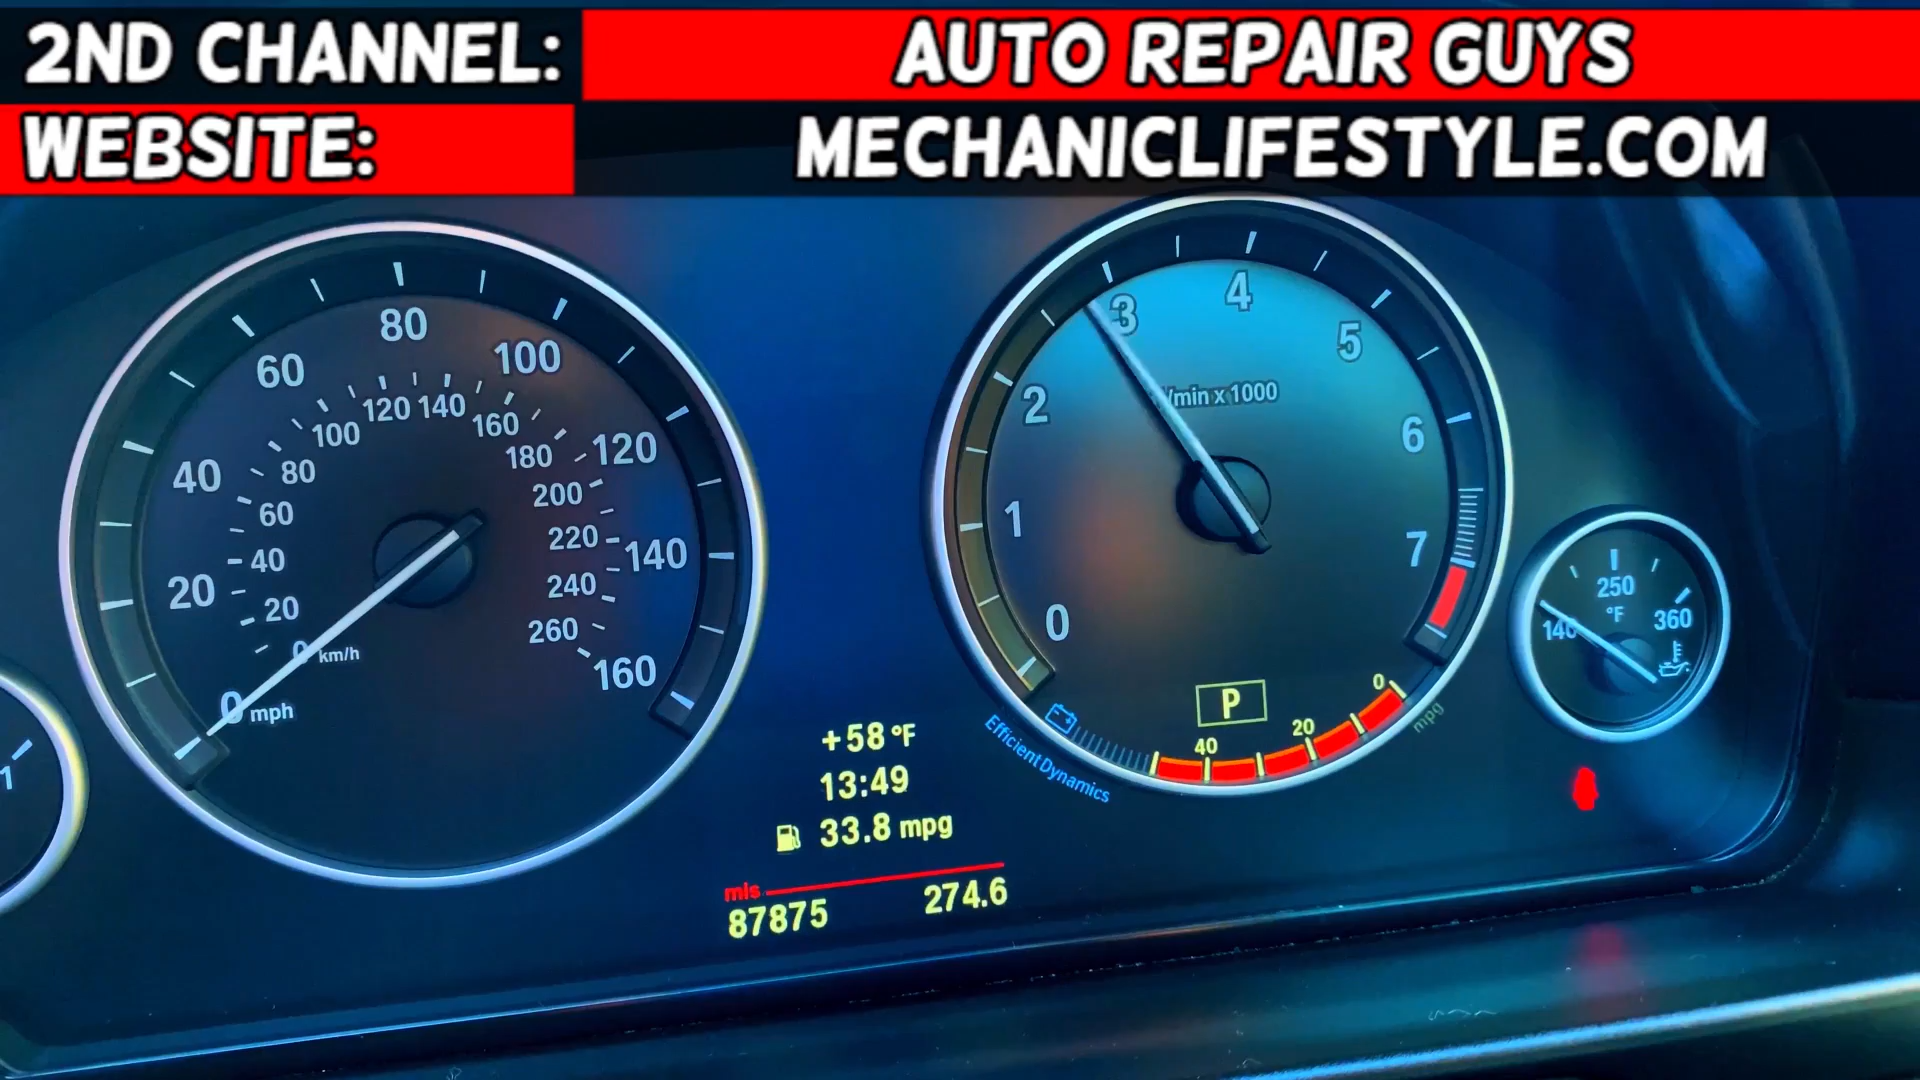 2ND CHANNEL: AUTO REPAIR GUYS
WEBSITE: MECHANICLIFESTYLE.COM
80
60 100
40 120
20 140
0 mph 160
120 140
100 160
80 180
60 200
40 220
20 240
0 km/h 260
4
3 5
/min x 1000
2 6
1 7
0
P
40 20 0 mpg
EfficientDynamics
250
°F
140 360
1
+58 °F
13:49
33.8 mpg
mls
87875 274.6